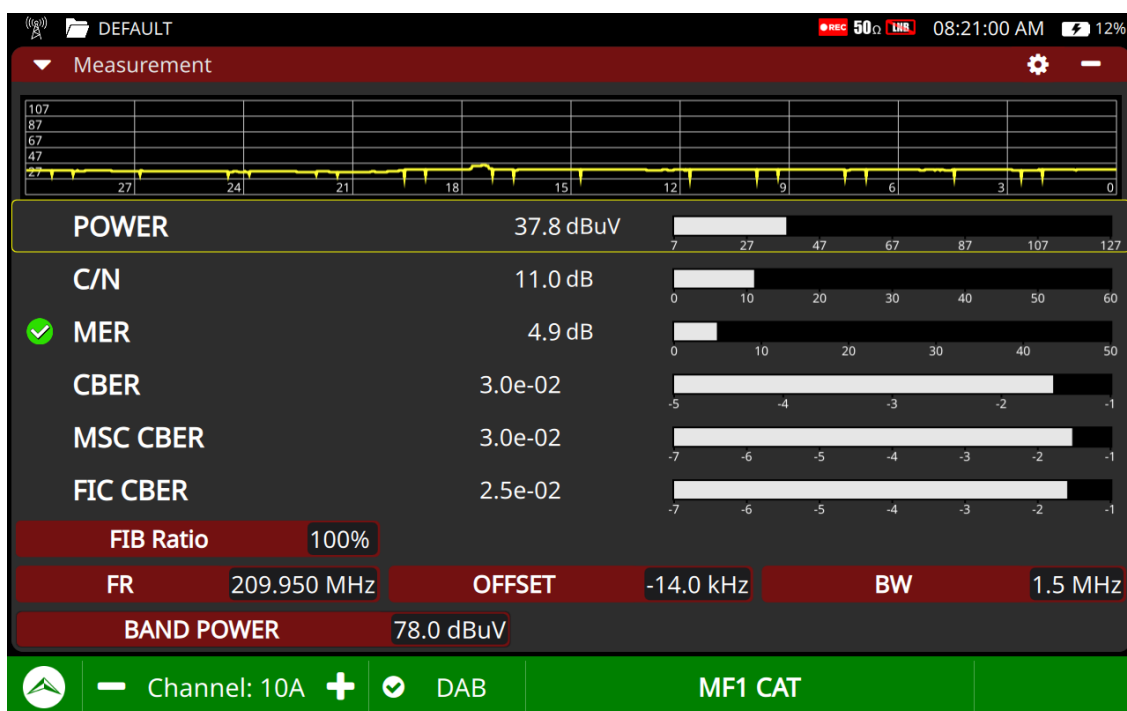 ((g)) DEFAULT REC 50Ω LNB 08:21:00 AM 12%
Measurement
107
87
67
47
27
27 24 21 18 15 12 9 6 3 0
POWER 37.8 dBuV
7 27 47 67 87 107 127
C/N 11.0 dB
0 10 20 30 40 50 60
MER 4.9 dB
0 10 20 30 40 50
CBER 3.0e-02
-5 -4 -3 -2 -1
MSC CBER 3.0e-02
-7 -6 -5 -4 -3 -2 -1
FIC CBER 2.5e-02
-7 -6 -5 -4 -3 -2 -1
FIB Ratio 100%
FR 209.950 MHz OFFSET -14.0 kHz BW 1.5 MHz
BAND POWER 78.0 dBuV
Channel: 10A DAB MF1 CAT